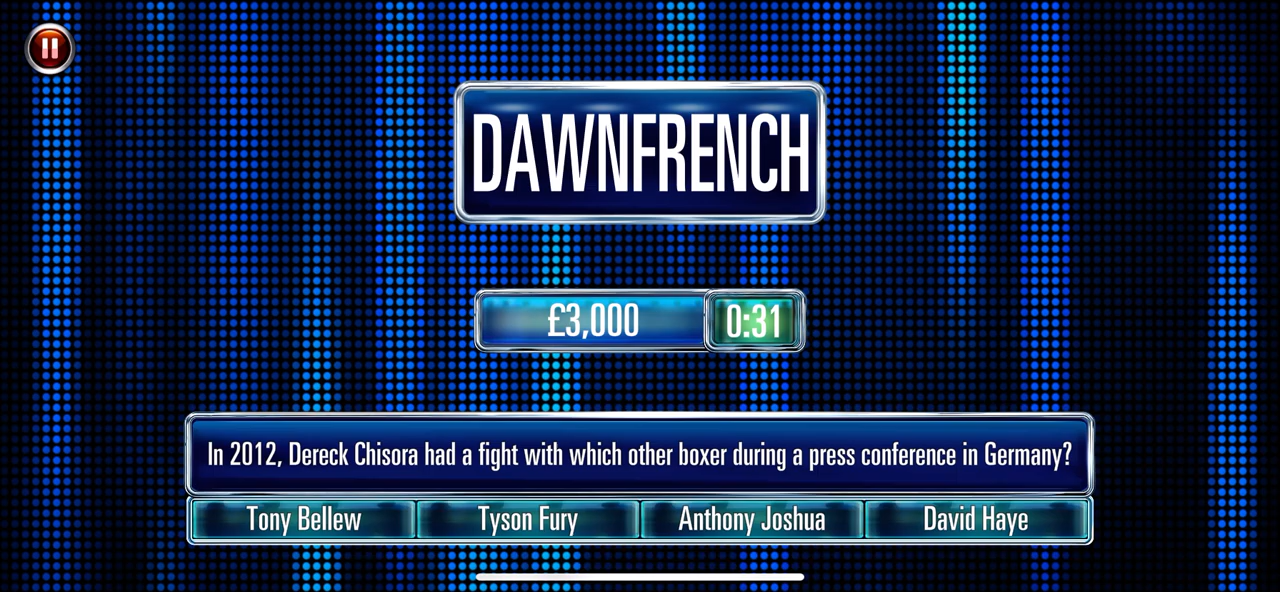 DAWNFRENCH
£3,000
0:31
In 2012, Dereck Chisora had a fight with which other boxer during a press conference in Germany?
Tony Bellew
Tyson Fury
Anthony Joshua
David Haye